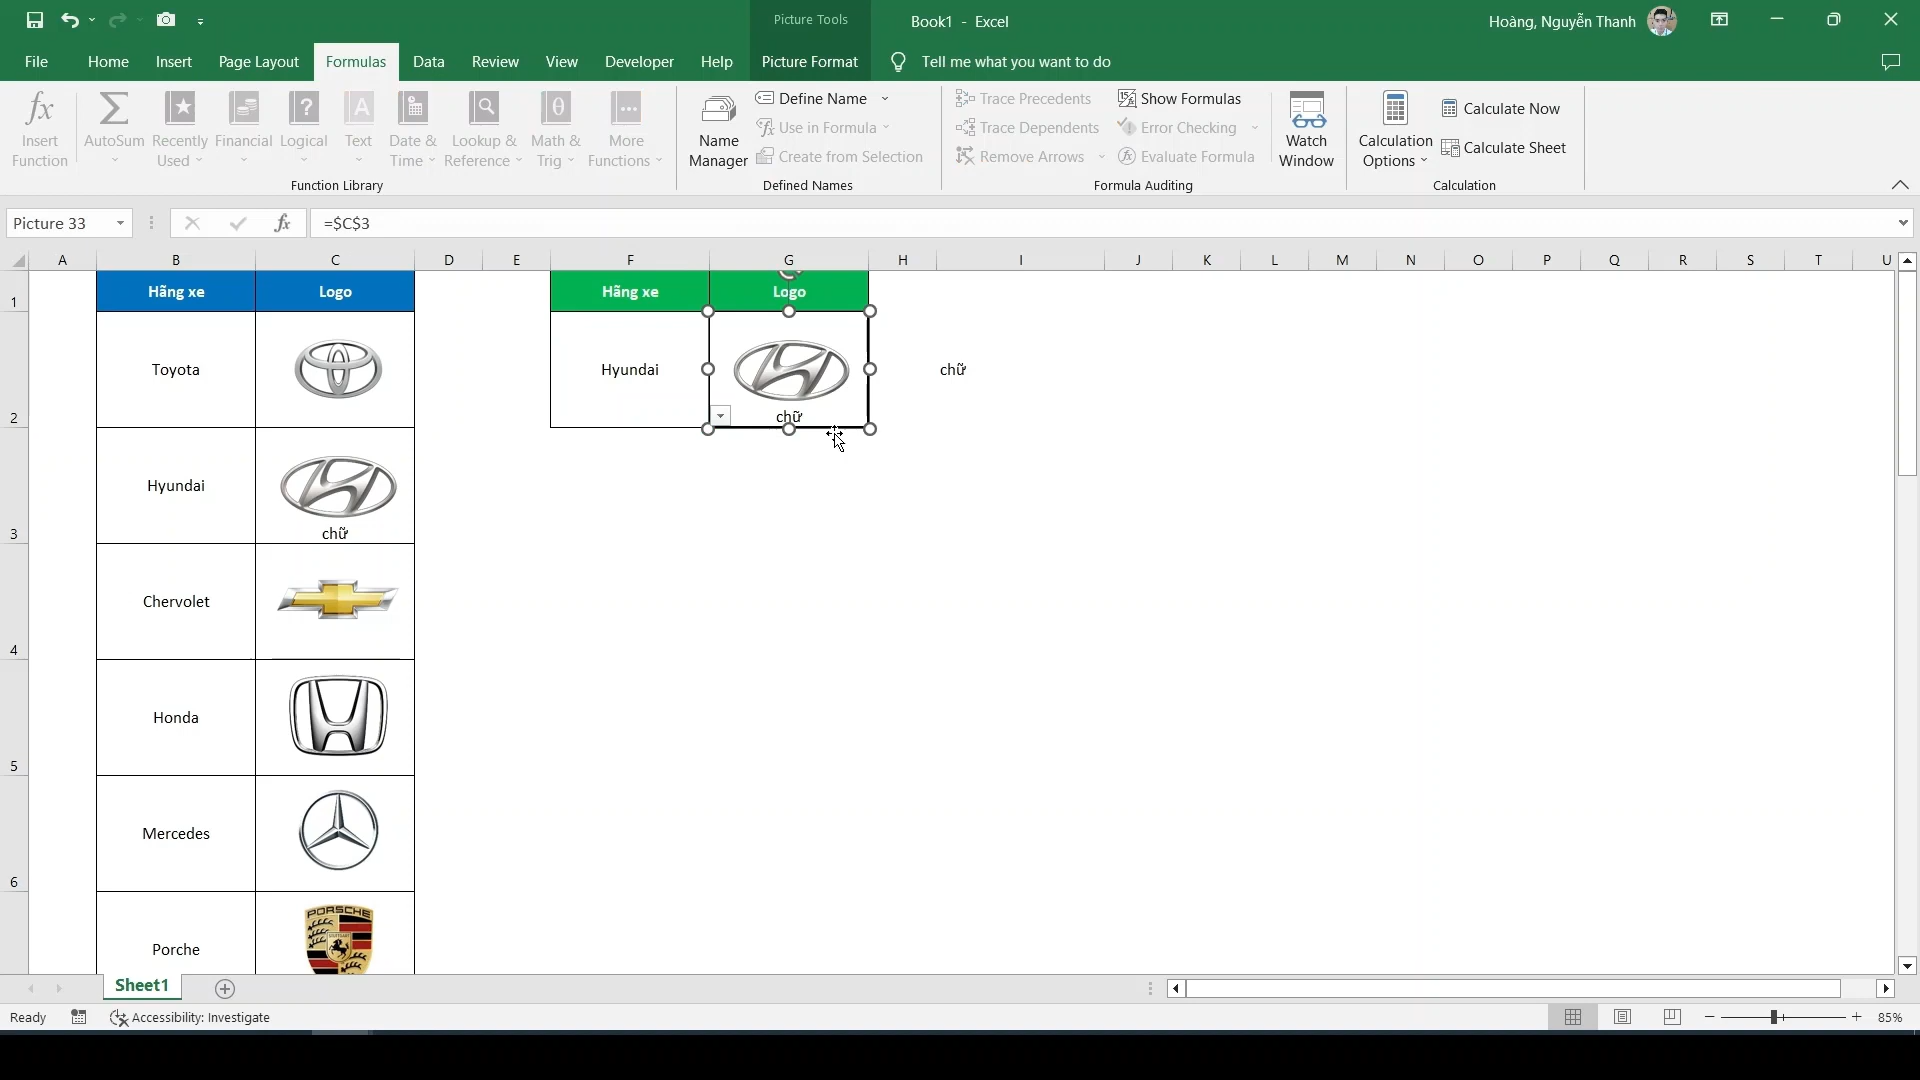 Picture Tools
Book1 - Excel
Hoàng, Nguyễn Thanh
File Home Insert Page Layout Formulas Data Review View Developer Help Picture Format Tell me what you want to do
Insert Function
AutoSum
Recently Used
Financial
Logical
Text
Date & Time
Lookup & Reference
Math & Trig
More Functions
Function Library
Name Manager
Define Name
Use in Formula
Create from Selection
Defined Names
Trace Precedents
Trace Dependents
Remove Arrows
Show Formulas
Error Checking
Evaluate Formula
Formula Auditing
Watch Window
Calculation Options
Calculate Now
Calculate Sheet
Calculation
Picture 33
fx
=$C$3
A B C D E F G H I J K L M N O P Q R S T U
1 Hãng xe Logo Hãng xe Logo
2 Toyota Hyundai chữ chữ
3 Hyundai chữ
4 Chervolet
5 Honda
6 Mercedes
Porche
PORSCHE
Sheet1
Ready
Accessibility: Investigate
85%